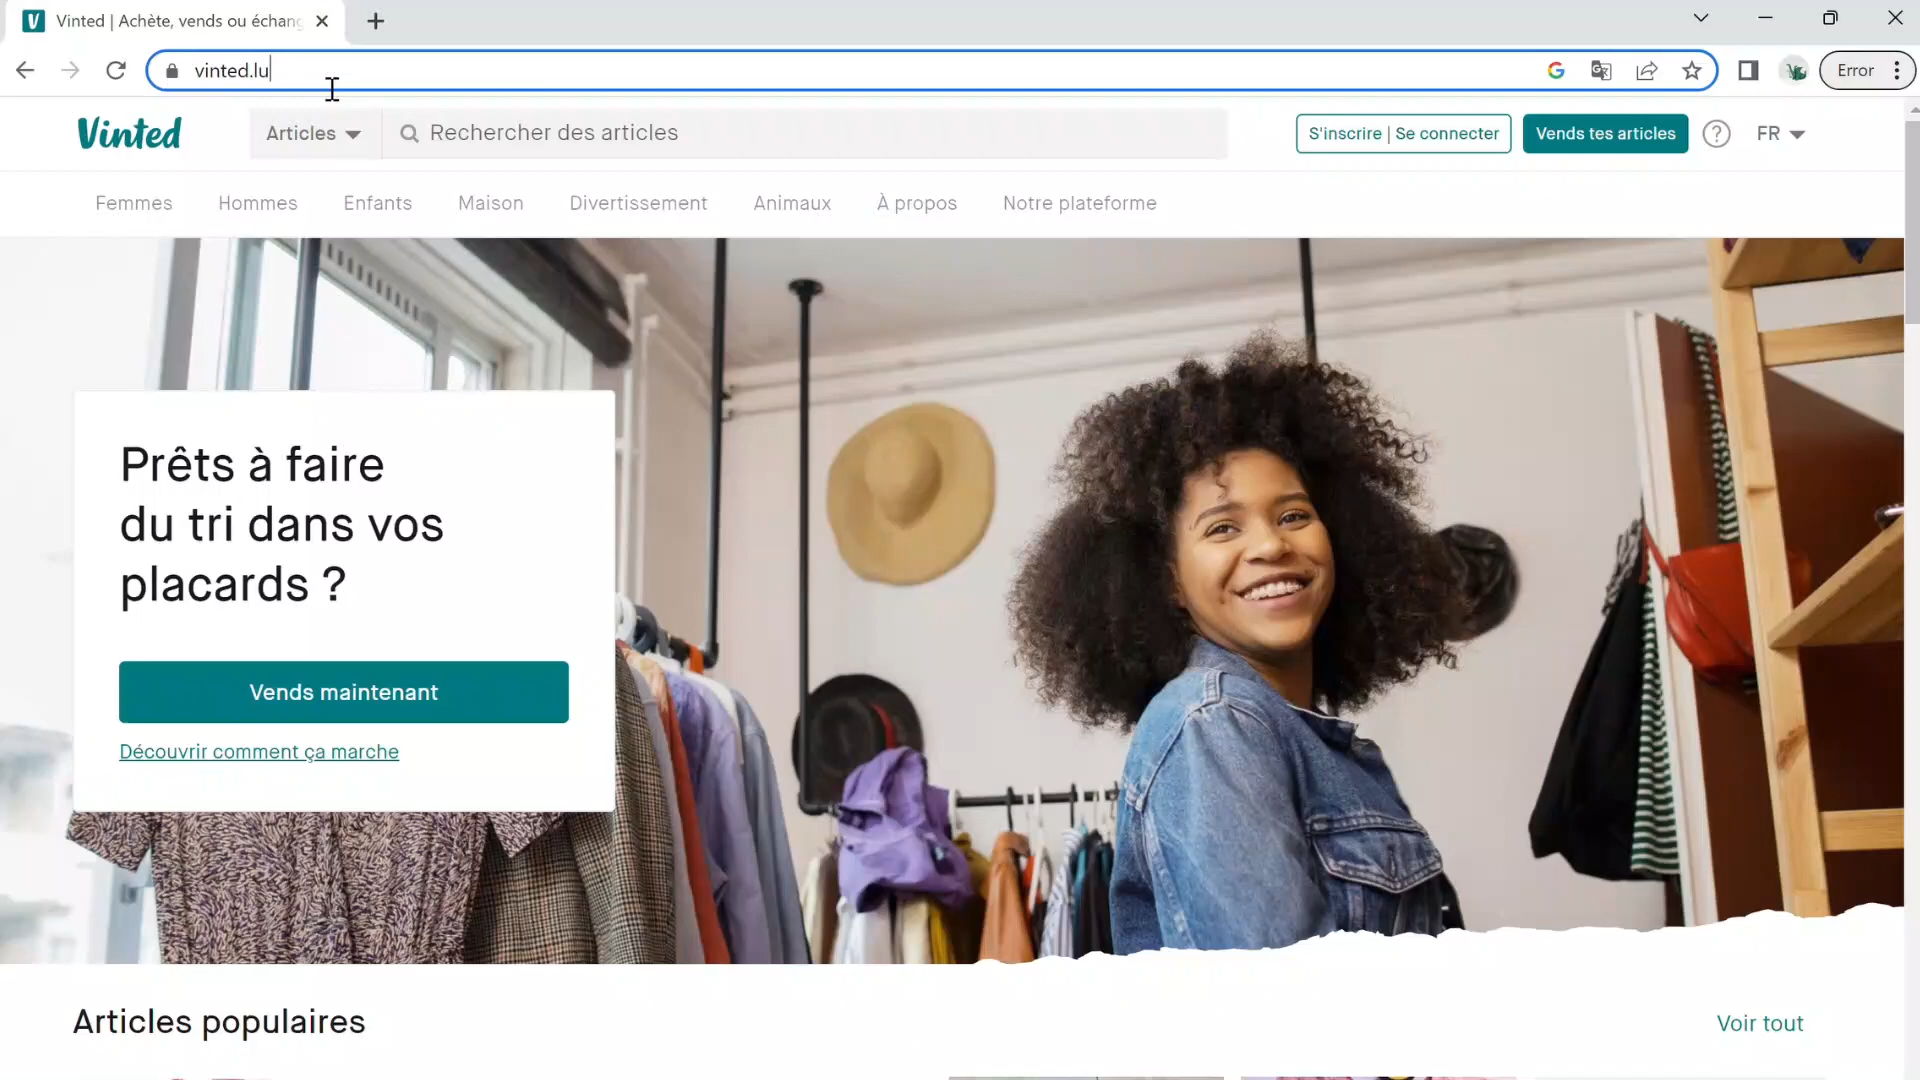 Vinted | Achète, vends ou échang
vinted.lu
Error
Vinted
Articles
Rechercher des articles
S'inscrire | Se connecter
Vends tes articles
?
FR
Femmes
Hommes
Enfants
Maison
Divertissement
Animaux
À propos
Notre plateforme
Prêts à faire
du tri dans vos
placards ?
Vends maintenant
Découvrir comment ça marche
Articles populaires
Voir tout